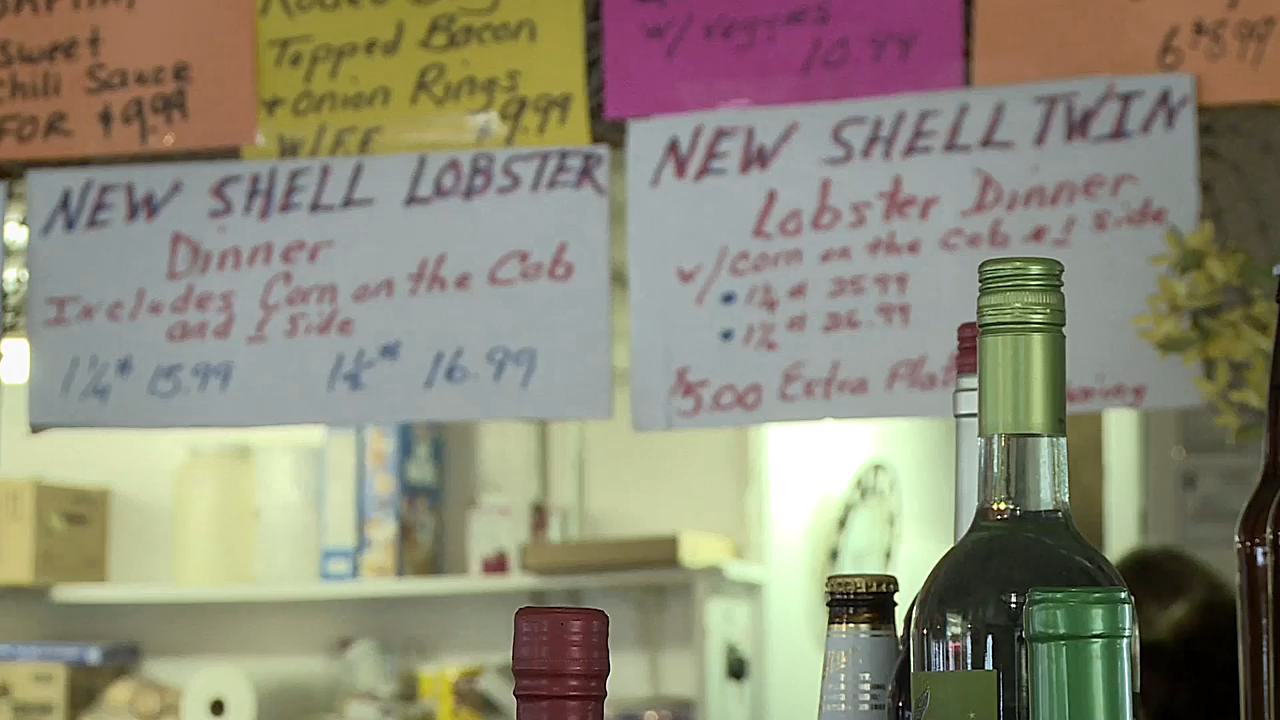 Sweet
Chili Sauce
FOR $9.99
Topped Bacon
+ onion Rings
W/FF $9.99
w/ veggies
10.99
NEW SHELL LOBSTER
Dinner
Includes Corn on the Cob
and 1 Side
1¼# 15.99 1½# 16.99
NEW SHELL TWIN
Lobster Dinner
w/corn on the Cob & 1 Side
• 1¼ # 25.99
• 1½ # 26.99
$5.00 Extra